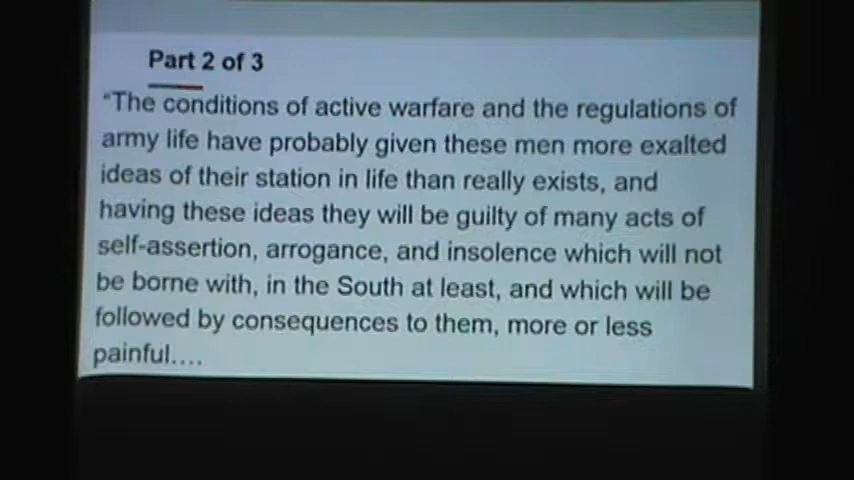 Part 2 of 3
“The conditions of active warfare and the regulations of
army life have probably given these men more exalted
ideas of their station in life than really exists, and
having these ideas they will be guilty of many acts of
self-assertion, arrogance, and insolence which will not
be borne with, in the South at least, and which will be
followed by consequences to them, more or less
painful....